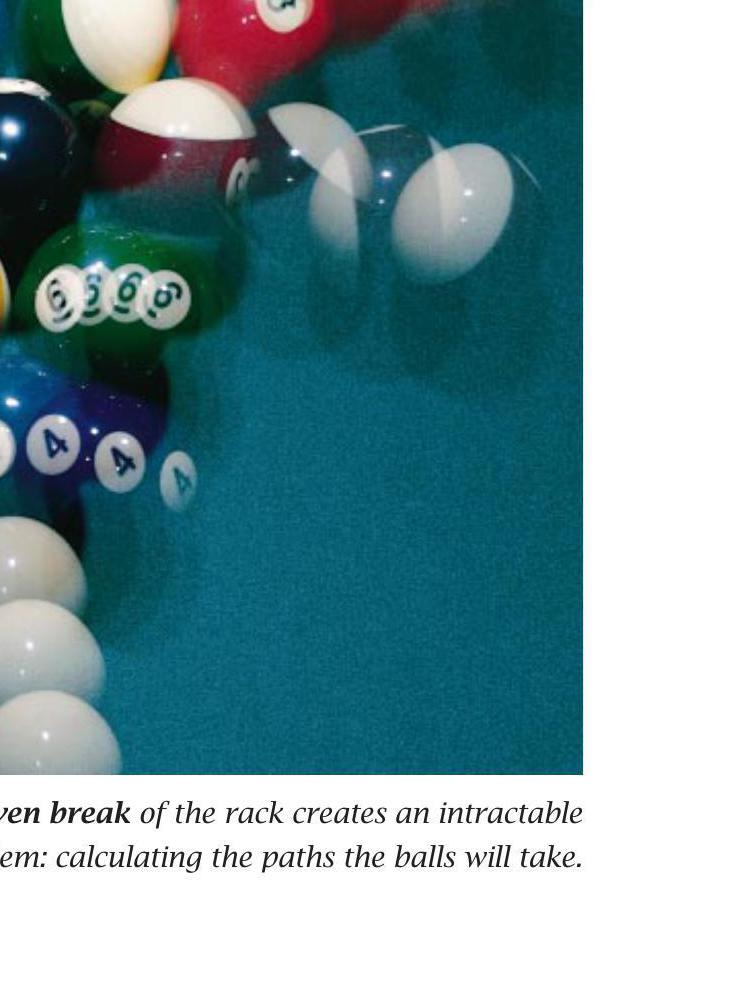 6 6 6 6
4 4 4
ven break of the rack creates an intractable
em: calculating the paths the balls will take.